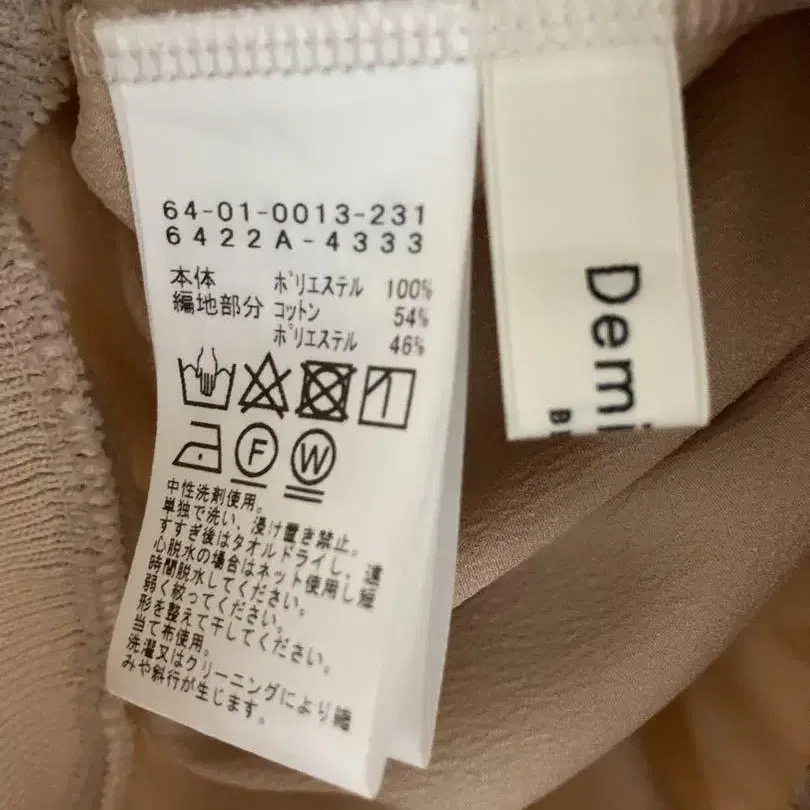 64-01-0013-231
6422A-4333
本体 ポリエステル 100%
編地部分 コットン 54%
ポリエステル 46%
F W
中性洗剤使用。
単独で洗い、浸け置き禁止。
すすぎ後はタオルドライし、遠
心脱水の場合はネット使用し短
時間脱水してください。
弱く絞ってください。
形を整えて干してください。
当て布使用。
洗濯又はクリーニングにより縮
みや斜行が生じます。
Demi